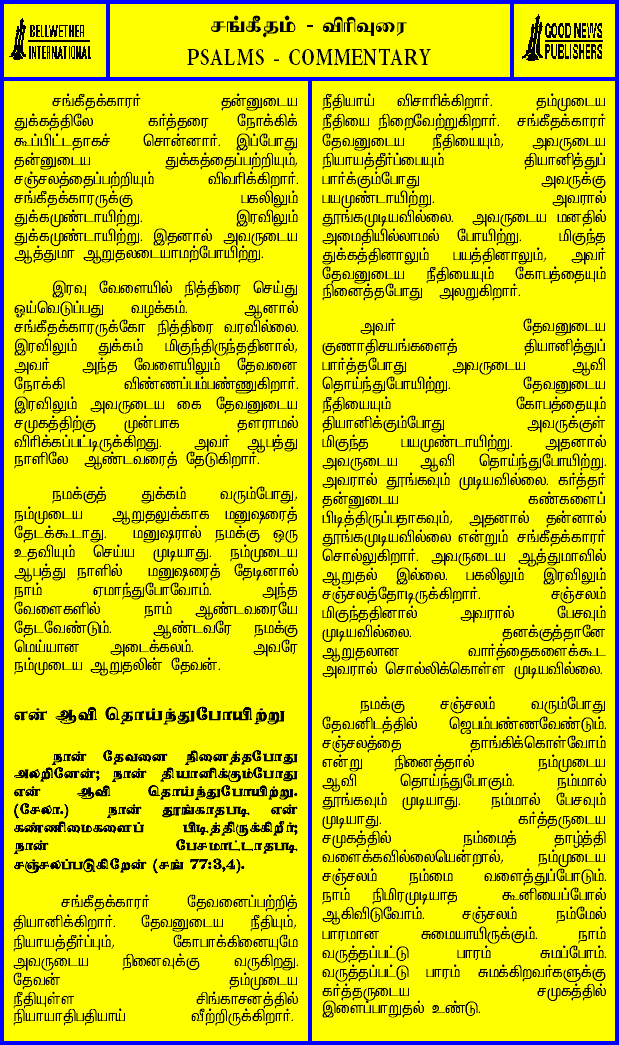 BELLWETHER
INTERNATIONAL
சங்கீதம் - விரிவுரை
PSALMS - COMMENTARY
GOOD NEWS
PUBLISHERS
சங்கீதக்காரர் தன்னுடைய
துக்கத்திலே கர்த்தரை நோக்கிக்
கூப்பிட்டதாகச் சொன்னார். இப்போது
தன்னுடைய துக்கத்தைப்பற்றியும்,
சஞ்சலத்தைப்பற்றியும் விவரிக்கிறார்.
சங்கீதக்காரருக்கு பகலிலும்
துக்கமுண்டாயிற்று. இரவிலும்
துக்கமுண்டாயிற்று. இதனால் அவருடைய
ஆத்துமா ஆறுதலடையாமற்போயிற்று.
இரவு வேளையில் நித்திரை செய்து
ஓய்வெடுப்பது வழக்கம். ஆனால்
சங்கீதக்காரருக்கோ நித்திரை வரவில்லை.
இரவிலும் துக்கம் மிகுந்திருந்ததினால்,
அவர் அந்த வேளையிலும் தேவனை
நோக்கி விண்ணப்பம்பண்ணுகிறார்.
இரவிலும் அவருடைய கை தேவனுடைய
சமுகத்திற்கு முன்பாக தளராமல்
விரிக்கப்பட்டிருக்கிறது. அவர் ஆபத்து
நாளிலே ஆண்டவரைத் தேடுகிறார்.
நமக்குத் துக்கம் வரும்போது,
நம்முடைய ஆறுதலுக்காக மனுஷரைத்
தேடக்கூடாது. மனுஷரால் நமக்கு ஒரு
உதவியும் செய்ய முடியாது. நம்முடைய
ஆபத்து நாளில் மனுஷரைத் தேடினால்
நாம் ஏமாந்துபோவோம். அந்த
வேளைகளில் நாம் ஆண்டவரையே
தேடவேண்டும். ஆண்டவரே நமக்கு
மெய்யான அடைக்கலம். அவரே
நம்முடைய ஆறுதலின் தேவன்.
என் ஆவி தொய்ந்துபோயிற்று
நான் தேவனை நினைத்தபோது
அலறினேன்; நான் தியானிக்கும்போது
என் ஆவி தொய்ந்துபோயிற்று.
(சேலா.) நான் தூங்காதபடி என்
கண்ணிமைகளைப் பிடித்திருக்கிறீர்;
நான் பேசமாட்டாதபடி
சஞ்சலப்படுகிறேன் (சங் 77:3,4).
சங்கீதக்காரர் தேவனைப்பற்றித்
தியானிக்கிறார். தேவனுடைய நீதியும்,
நியாயத்தீர்ப்பும், கோபாக்கினையுமே
அவருடைய நினைவுக்கு வருகிறது.
தேவன் தம்முடைய
நீதியுள்ள சிங்காசனத்தில்
நியாயாதிபதியாய் வீற்றிருக்கிறார்.
நீதியாய் விசாரிக்கிறார். தம்முடைய
நீதியை நிறைவேற்றுகிறார். சங்கீதக்காரர்
தேவனுடைய நீதியையும், அவருடைய
நியாயத்தீர்ப்பையும் தியானித்துப்
பார்க்கும்போது அவருக்கு
பயமுண்டாயிற்று. அவரால்
தூங்கமுடியவில்லை. அவருடைய மனதில்
அமைதியில்லாமல் போயிற்று. மிகுந்த
துக்கத்தினாலும் பயத்தினாலும், அவர்
தேவனுடைய நீதியையும் கோபத்தையும்
நினைத்தபோது அலறுகிறார்.
அவர் தேவனுடைய
குணாதிசயங்களைத் தியானித்துப்
பார்த்தபோது அவருடைய ஆவி
தொய்ந்துபோயிற்று. தேவனுடைய
நீதியையும் கோபத்தையும்
தியானிக்கும்போது அவருக்குள்
மிகுந்த பயமுண்டாயிற்று. அதனால்
அவருடைய ஆவி தொய்ந்துபோயிற்று.
அவரால் தூங்கவும் முடியவில்லை. கர்த்தர்
தன்னுடைய கண்களைப்
பிடித்திருப்பதாகவும், அதனால் தன்னால்
தூங்கமுடியவில்லை என்றும் சங்கீதக்காரர்
சொல்லுகிறார். அவருடைய ஆத்துமாவில்
ஆறுதல் இல்லை. பகலிலும் இரவிலும்
சஞ்சலத்தோடிருக்கிறார். சஞ்சலம்
மிகுந்ததினால் அவரால் பேசவும்
முடியவில்லை. தனக்குத்தானே
ஆறுதலான வார்த்தைகளைக்கூட
அவரால் சொல்லிக்கொள்ள முடியவில்லை.
நமக்கு சஞ்சலம் வரும்போது
தேவனிடத்தில் ஜெபம்பண்ணவேண்டும்.
சஞ்சலத்தை தாங்கிக்கொள்வோம்
என்று நினைத்தால் நம்முடைய
ஆவி தொய்ந்துபோகும். நம்மால்
தூங்கவும் முடியாது. நம்மால் பேசவும்
முடியாது. கர்த்தருடைய
சமுகத்தில் நம்மைத் தாழ்த்தி
வளைக்கவில்லையென்றால், நம்முடைய
சஞ்சலம் நம்மை வளைத்துப்போடும்.
நாம் நிமிரமுடியாத கூனியைப்போல்
ஆகிவிடுவோம். சஞ்சலம் நம்மேல்
பாரமான சுமையாயிருக்கும். நாம்
வருத்தப்பட்டு பாரம் சுமப்போம்.
வருத்தப்பட்டு பாரம் சுமக்கிறவர்களுக்கு
கர்த்தருடைய சமுகத்தில்
இளைப்பாறுதல் உண்டு.